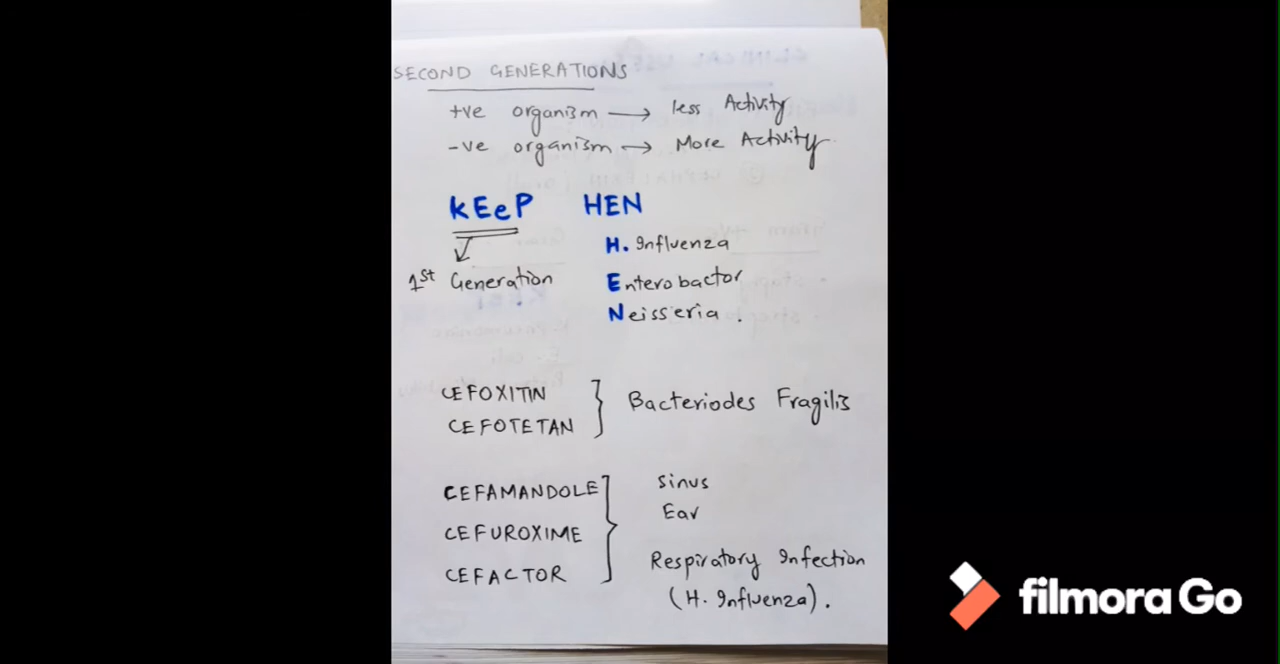 SECOND GENERATIONS
+ve organism → less Activity
-ve organism → More Activity
KEeP HEN
H. Influenza
1st Generation
Enterobactor
Neisseria.
CEFOXITIN
CEFOTETAN
Bacteriodes Fragilis
CEFAMANDOLE
CEFUROXIME
CEFACTOR
Sinus
Ear
Respiratory Infection
(H. Influenza).
filmora Go